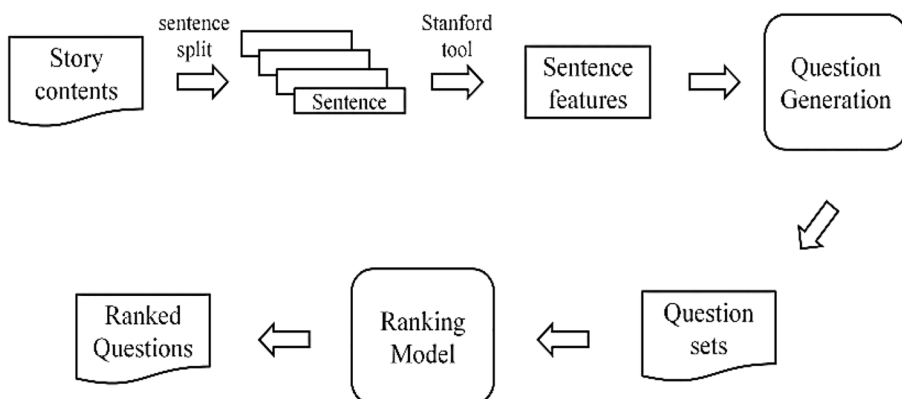 Story
contents
sentence
split
Sentence
Stanford
tool
Sentence
features
Question
Generation
Question
sets
Ranking
Model
Ranked
Questions